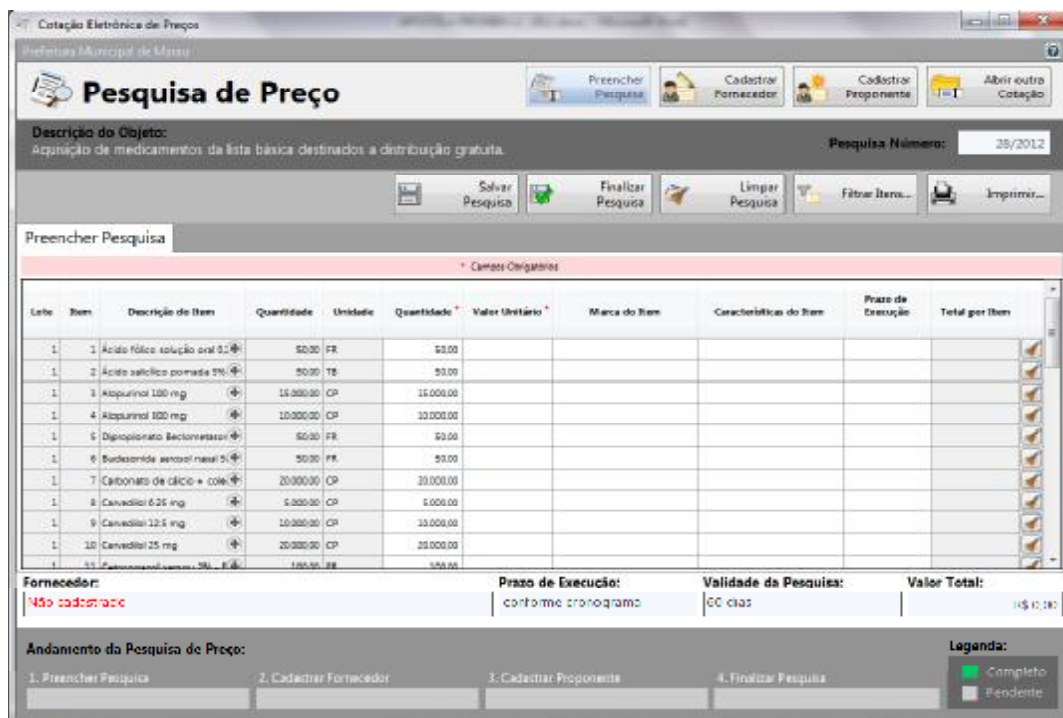 Cotação Eletrônica de Preços
Prefeitura Municipal de Marau
Pesquisa de Preço
Preencher Pesquisa
Cadastrar Fornecedor
Cadastrar Proponente
Abrir outra Cotação
Descrição do Objeto:
Aquisição de medicamentos da lista básica destinados a distribuição gratuita.
Pesquisa Número: 28/2012
Salvar Pesquisa
Finalizar Pesquisa
Limpar Pesquisa
Filtrar Itens...
Imprimir...
Preencher Pesquisa
* Campos Obrigatórios
Lote Item Descrição do Item Quantidade Unidade Quantidade * Valor Unitário * Marca do Item Características do Item Prazo de Execução Total por Item
1 1 Ácido fólico solução oral 50,00 FR 50,00
1 2 Ácido salicílico pomada 5% 50,00 TB 50,00
1 3 Alopurinol 100 mg 15.000,00 CP 15.000,00
1 4 Alopurinol 300 mg 10.000,00 CP 10.000,00
1 5 Dipropionato Beclometason 50,00 FR 50,00
1 6 Budesonida aerosol nasal 50,00 FR 50,00
1 7 Carbonato de cálcio + cole 20.000,00 CP 20.000,00
1 8 Carvedilol 6.25 mg 5.000,00 CP 5.000,00
1 9 Carvedilol 12.5 mg 10.000,00 CP 10.000,00
1 10 Carvedilol 25 mg 20.000,00 CP 20.000,00
Fornecedor: Prazo de Execução: Validade da Pesquisa: Valor Total:
Não cadastrado conforme cronograma 60 dias R$ 0,00
Andamento da Pesquisa de Preço:
Legenda:
Completo
Pendente
1. Preencher Pesquisa 2. Cadastrar Fornecedor 3. Cadastrar Proponente 4. Finalizar Pesquisa